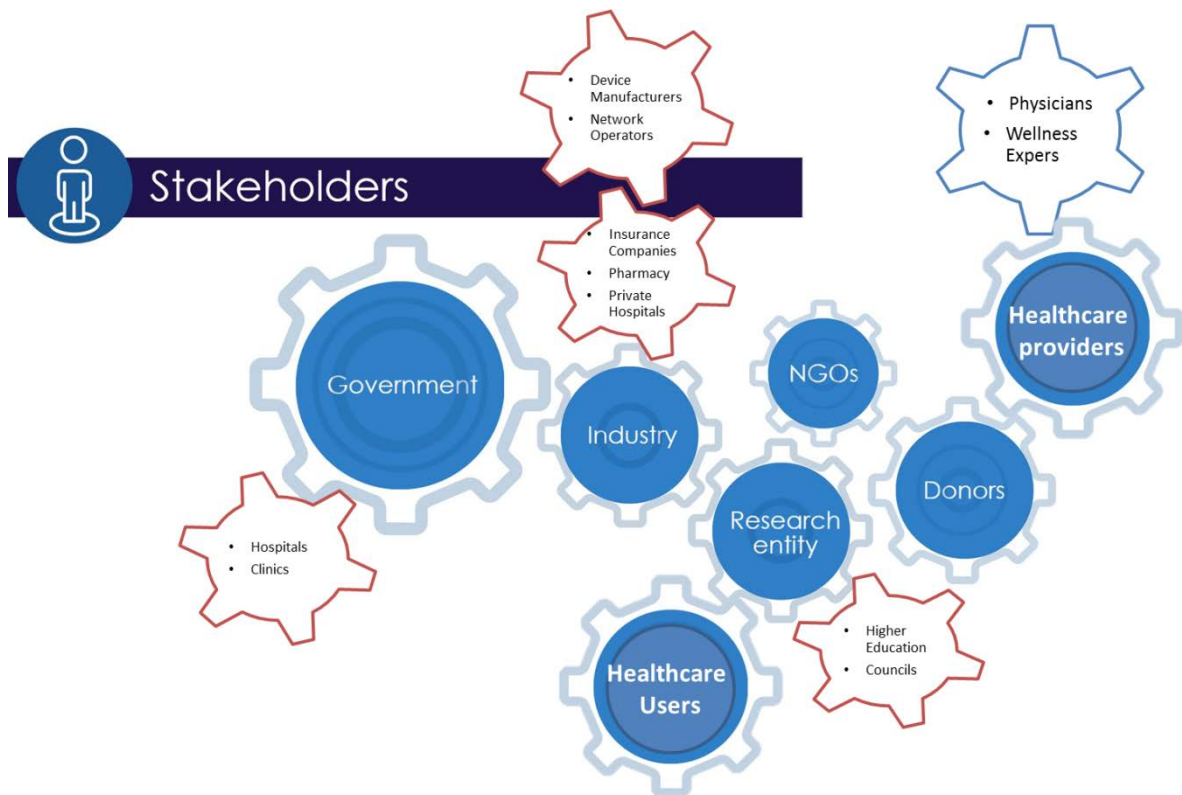 Device
Manufacturers
Network
Operators
Physicians
Wellness
Expers
Stakeholders
Insurance
Companies
Pharmacy
Private
Hospitals
Healthcare
providers
Government
NGOs
Industry
Donors
Research
entity
Hospitals
Clinics
Higher
Education
Councils
Healthcare
Users